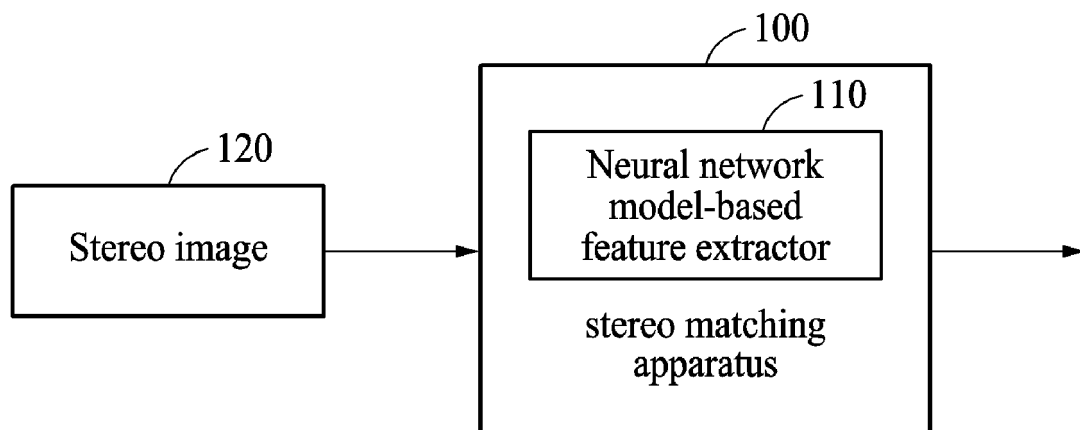 100
110
120
Neural network
model-based
feature extractor
Stereo image
stereo matching
apparatus